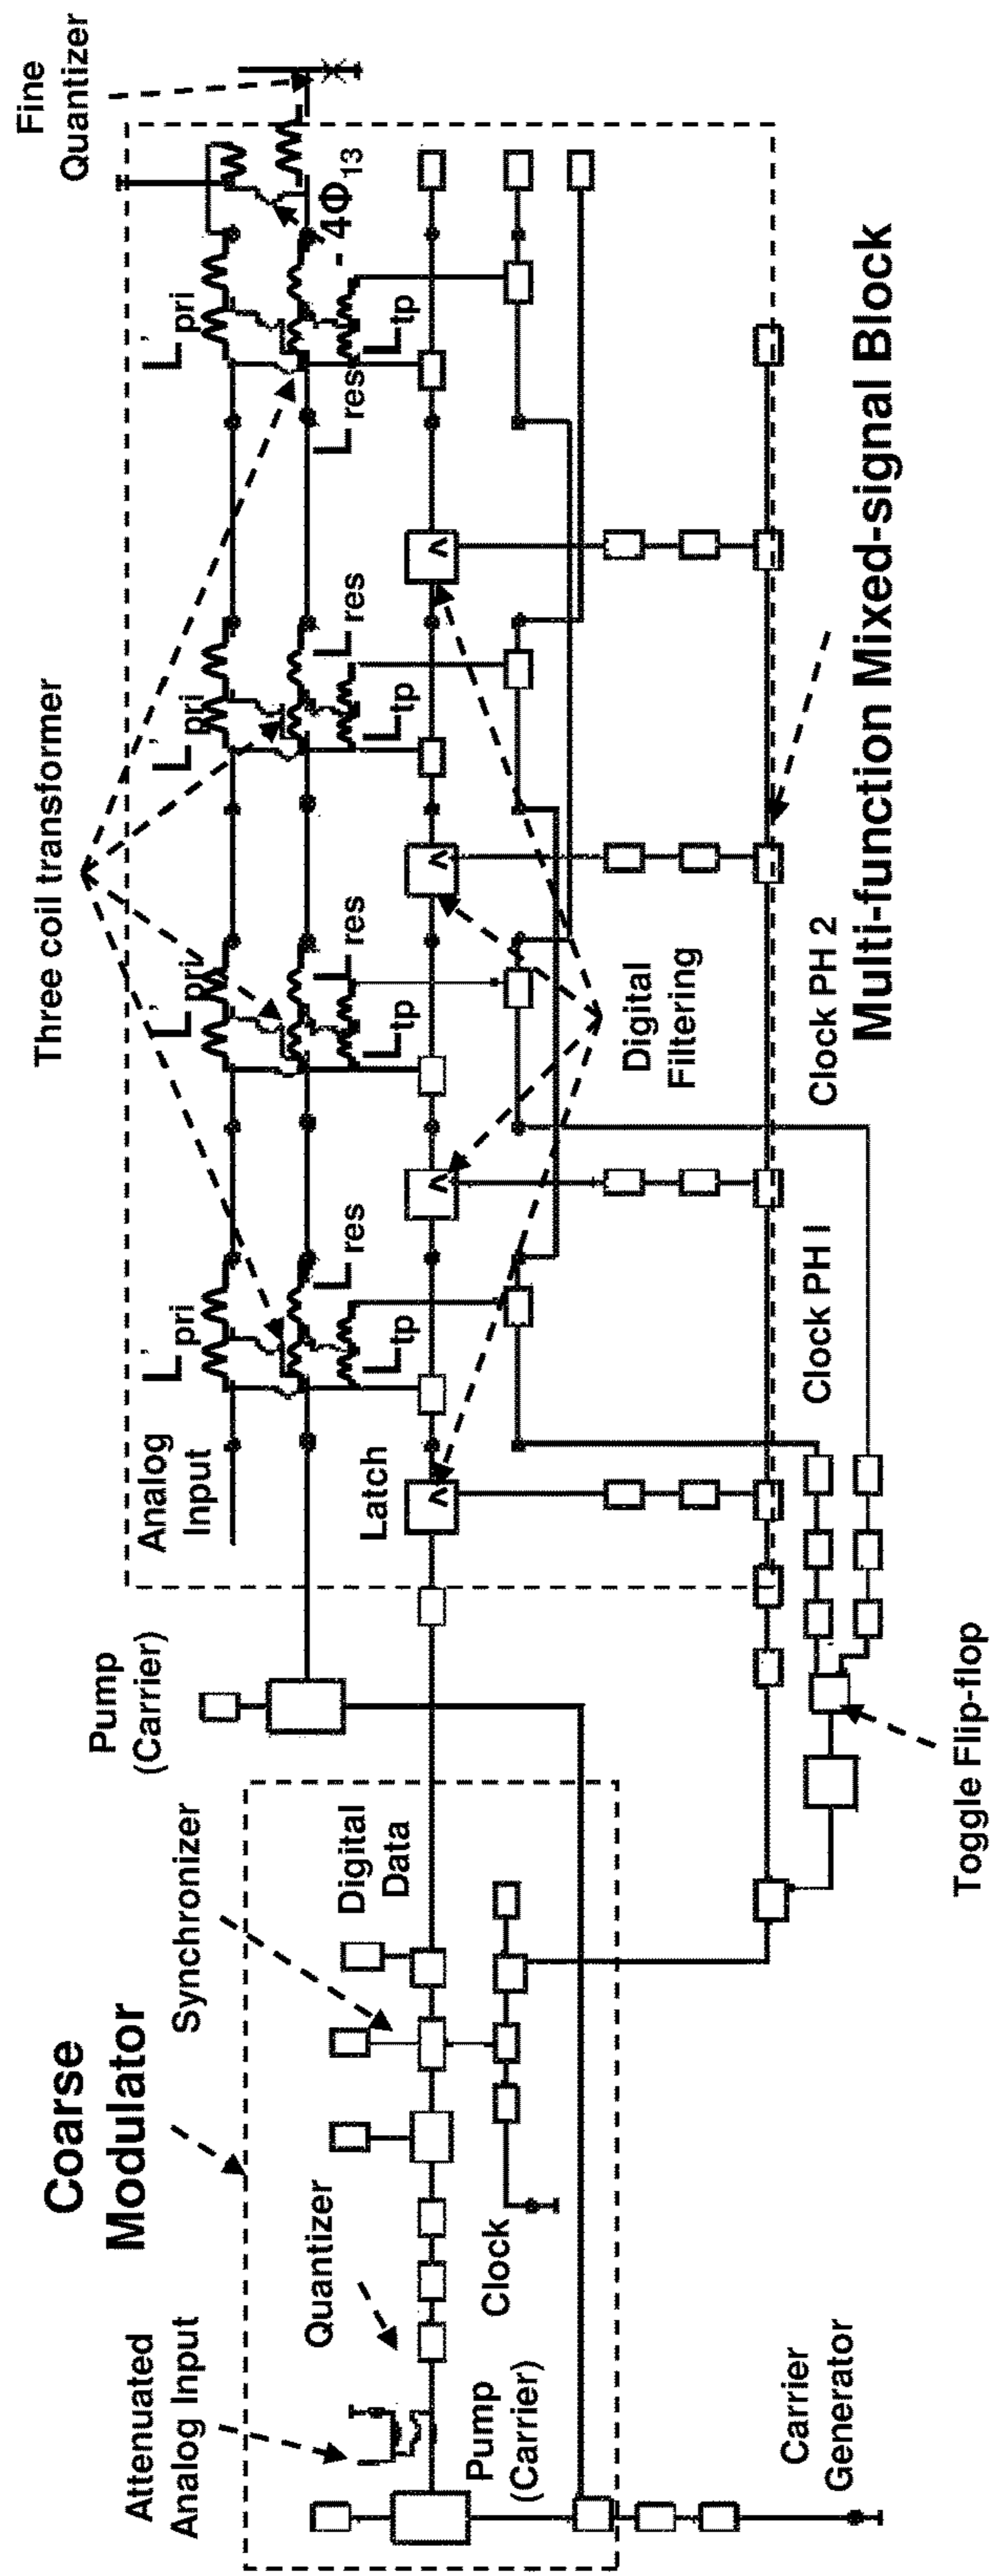 Coarse
Modulator
Attenuated
Analog Input
Quantizer
Synchronizer
Digital
Data
Clock
Pump
(Carrier)
Carrier
Generator
Pump
(Carrier)
Three coil transformer
Fine
Quantizer
Analog
Input
L'pri
L'pri
L'pri
L'pri
Lres
Lres
Lres
Lres
Ltp
Ltp
Ltp
Ltp
- 4Φ13
Latch
Digital
Filtering
Clock PH I
Clock PH 2
Toggle Flip-flop
Multi-function Mixed-signal Block